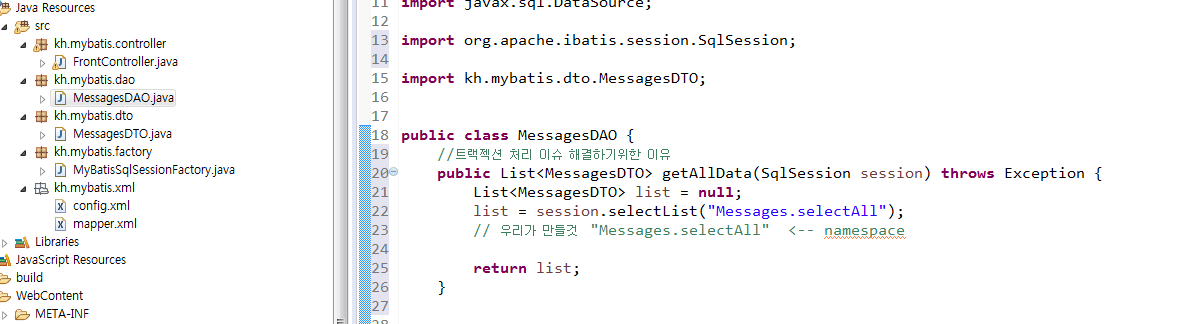 Java Resources
src
kh.mybatis.controller
FrontController.java
kh.mybatis.dao
MessagesDAO.java
kh.mybatis.dto
MessagesDTO.java
kh.mybatis.factory
MyBatisSqlSessionFactory.java
kh.mybatis.xml
config.xml
mapper.xml
Libraries
JavaScript Resources
build
WebContent
META-INF
11 import javax.sql.DataSource;
12
13 import org.apache.ibatis.session.SqlSession;
14
15 import kh.mybatis.dto.MessagesDTO;
16
17
18 public class MessagesDAO {
19 //트랙젝션 처리 이슈 해결하기위한 이유
20 public List<MessagesDTO> getAllData(SqlSession session) throws Exception {
21 List<MessagesDTO> list = null;
22 list = session.selectList("Messages.selectAll");
23 // 우리가 만들것 "Messages.selectAll" <-- namespace
24
25 return list;
26 }
27
28